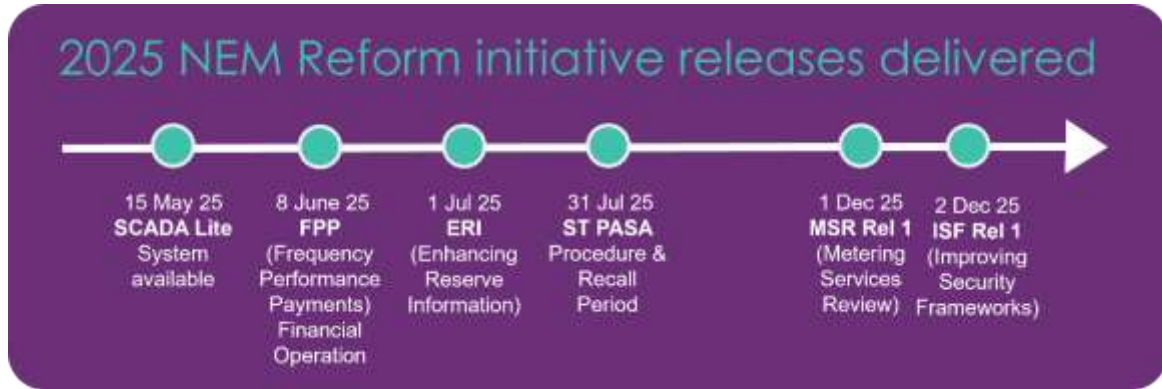 2025 NEM Reform initiative releases delivered
15 May 25
SCADA Lite
System
available
8 June 25
FPP
(Frequency
Performance
Payments)
Financial
Operation
1 Jul 25
ERI
(Enhancing
Reserve
Information)
31 Jul 25
ST PASA
Procedure &
Recall
Period
1 Dec 25
MSR Rel 1
(Metering
Services
Review)
2 Dec 25
ISF Rel 1
(Improving
Security
Frameworks)